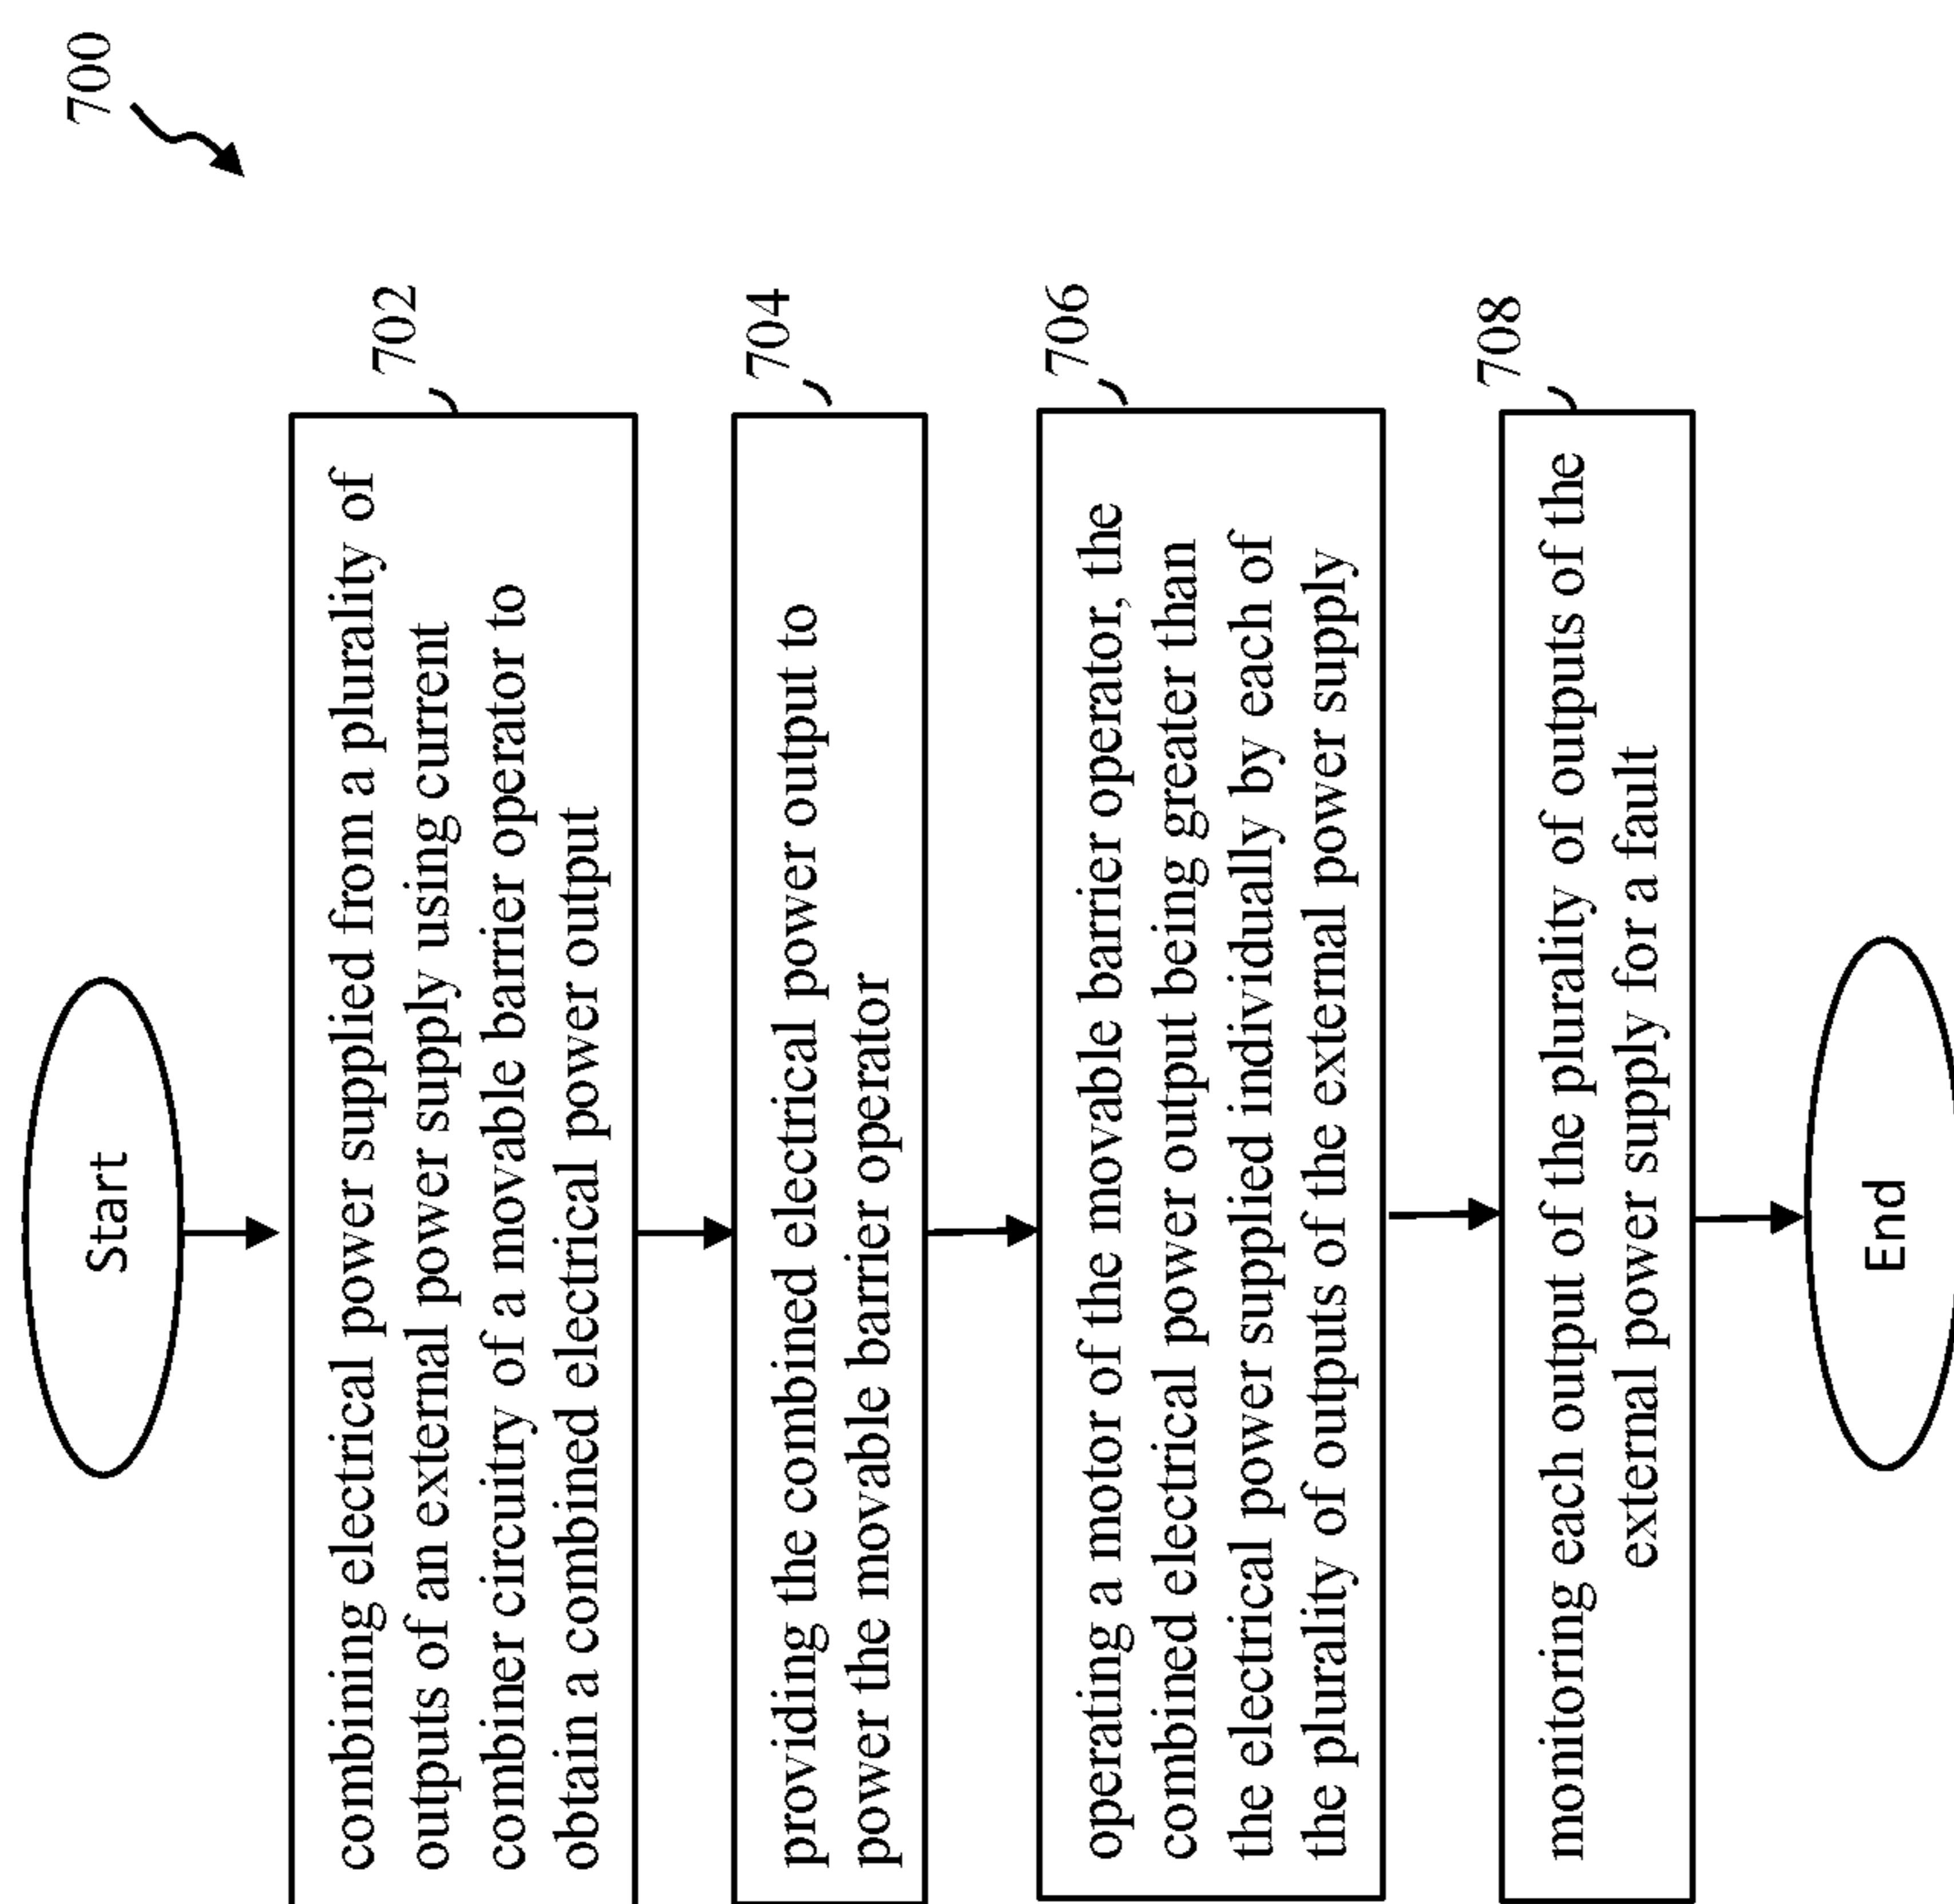 700
Start
702
combining electrical power supplied from a plurality of
outputs of an external power supply using current
combiner circuitry of a movable barrier operator to
obtain a combined electrical power output
704
providing the combined electrical power output to
power the movable barrier operator
706
operating a motor of the movable barrier operator, the
combined electrical power output being greater than
the electrical power supplied individually by each of
the plurality of outputs of the external power supply
708
monitoring each output of the plurality of outputs of the
external power supply for a fault
End